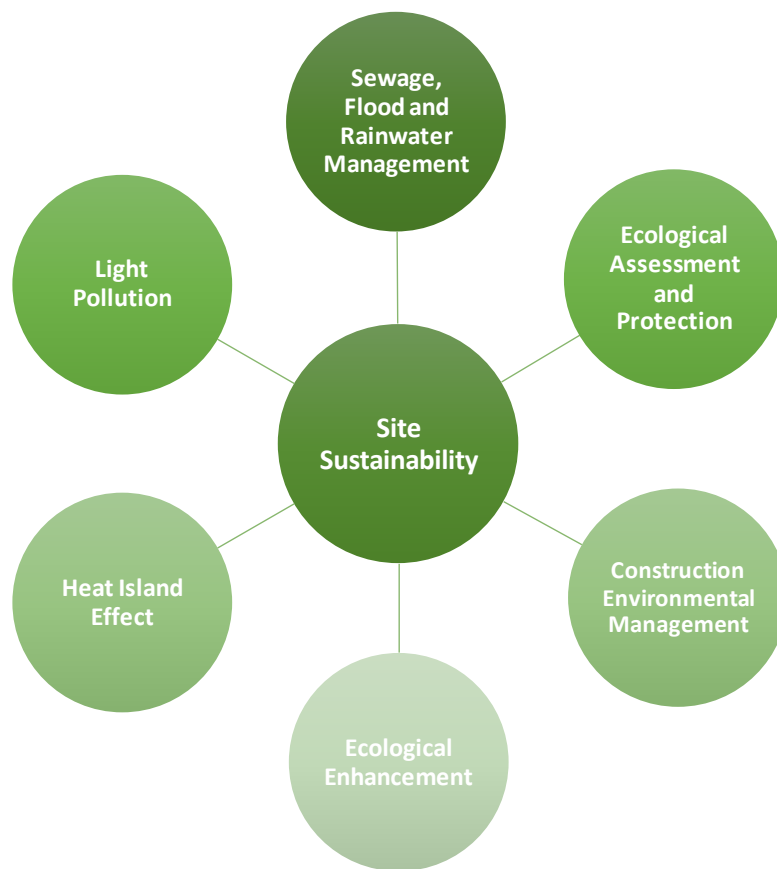 Sewage,
Flood and
Rainwater
Management
Ecological
Assessment
and
Protection
Light
Pollution
Site
Sustainability
Construction
Environmental
Management
Heat Island
Effect
Ecological
Enhancement